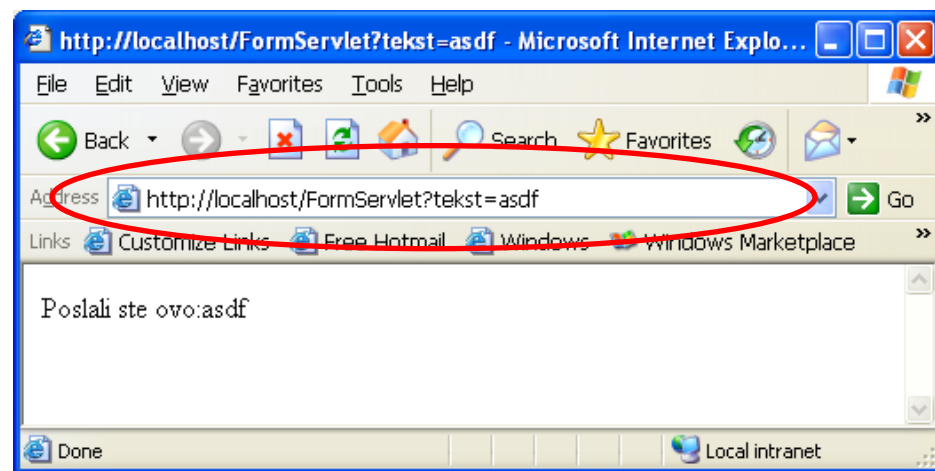 http://localhost/FormServlet?tekst=asdf - Microsoft Internet Explo...
File Edit View Favorites Tools Help
Back Search Favorites
Address http://localhost/FormServlet?tekst=asdf Go
Links Customize Links Free Hotmail Windows Windows Marketplace
Poslali ste ovo:asdf
Done Local intranet